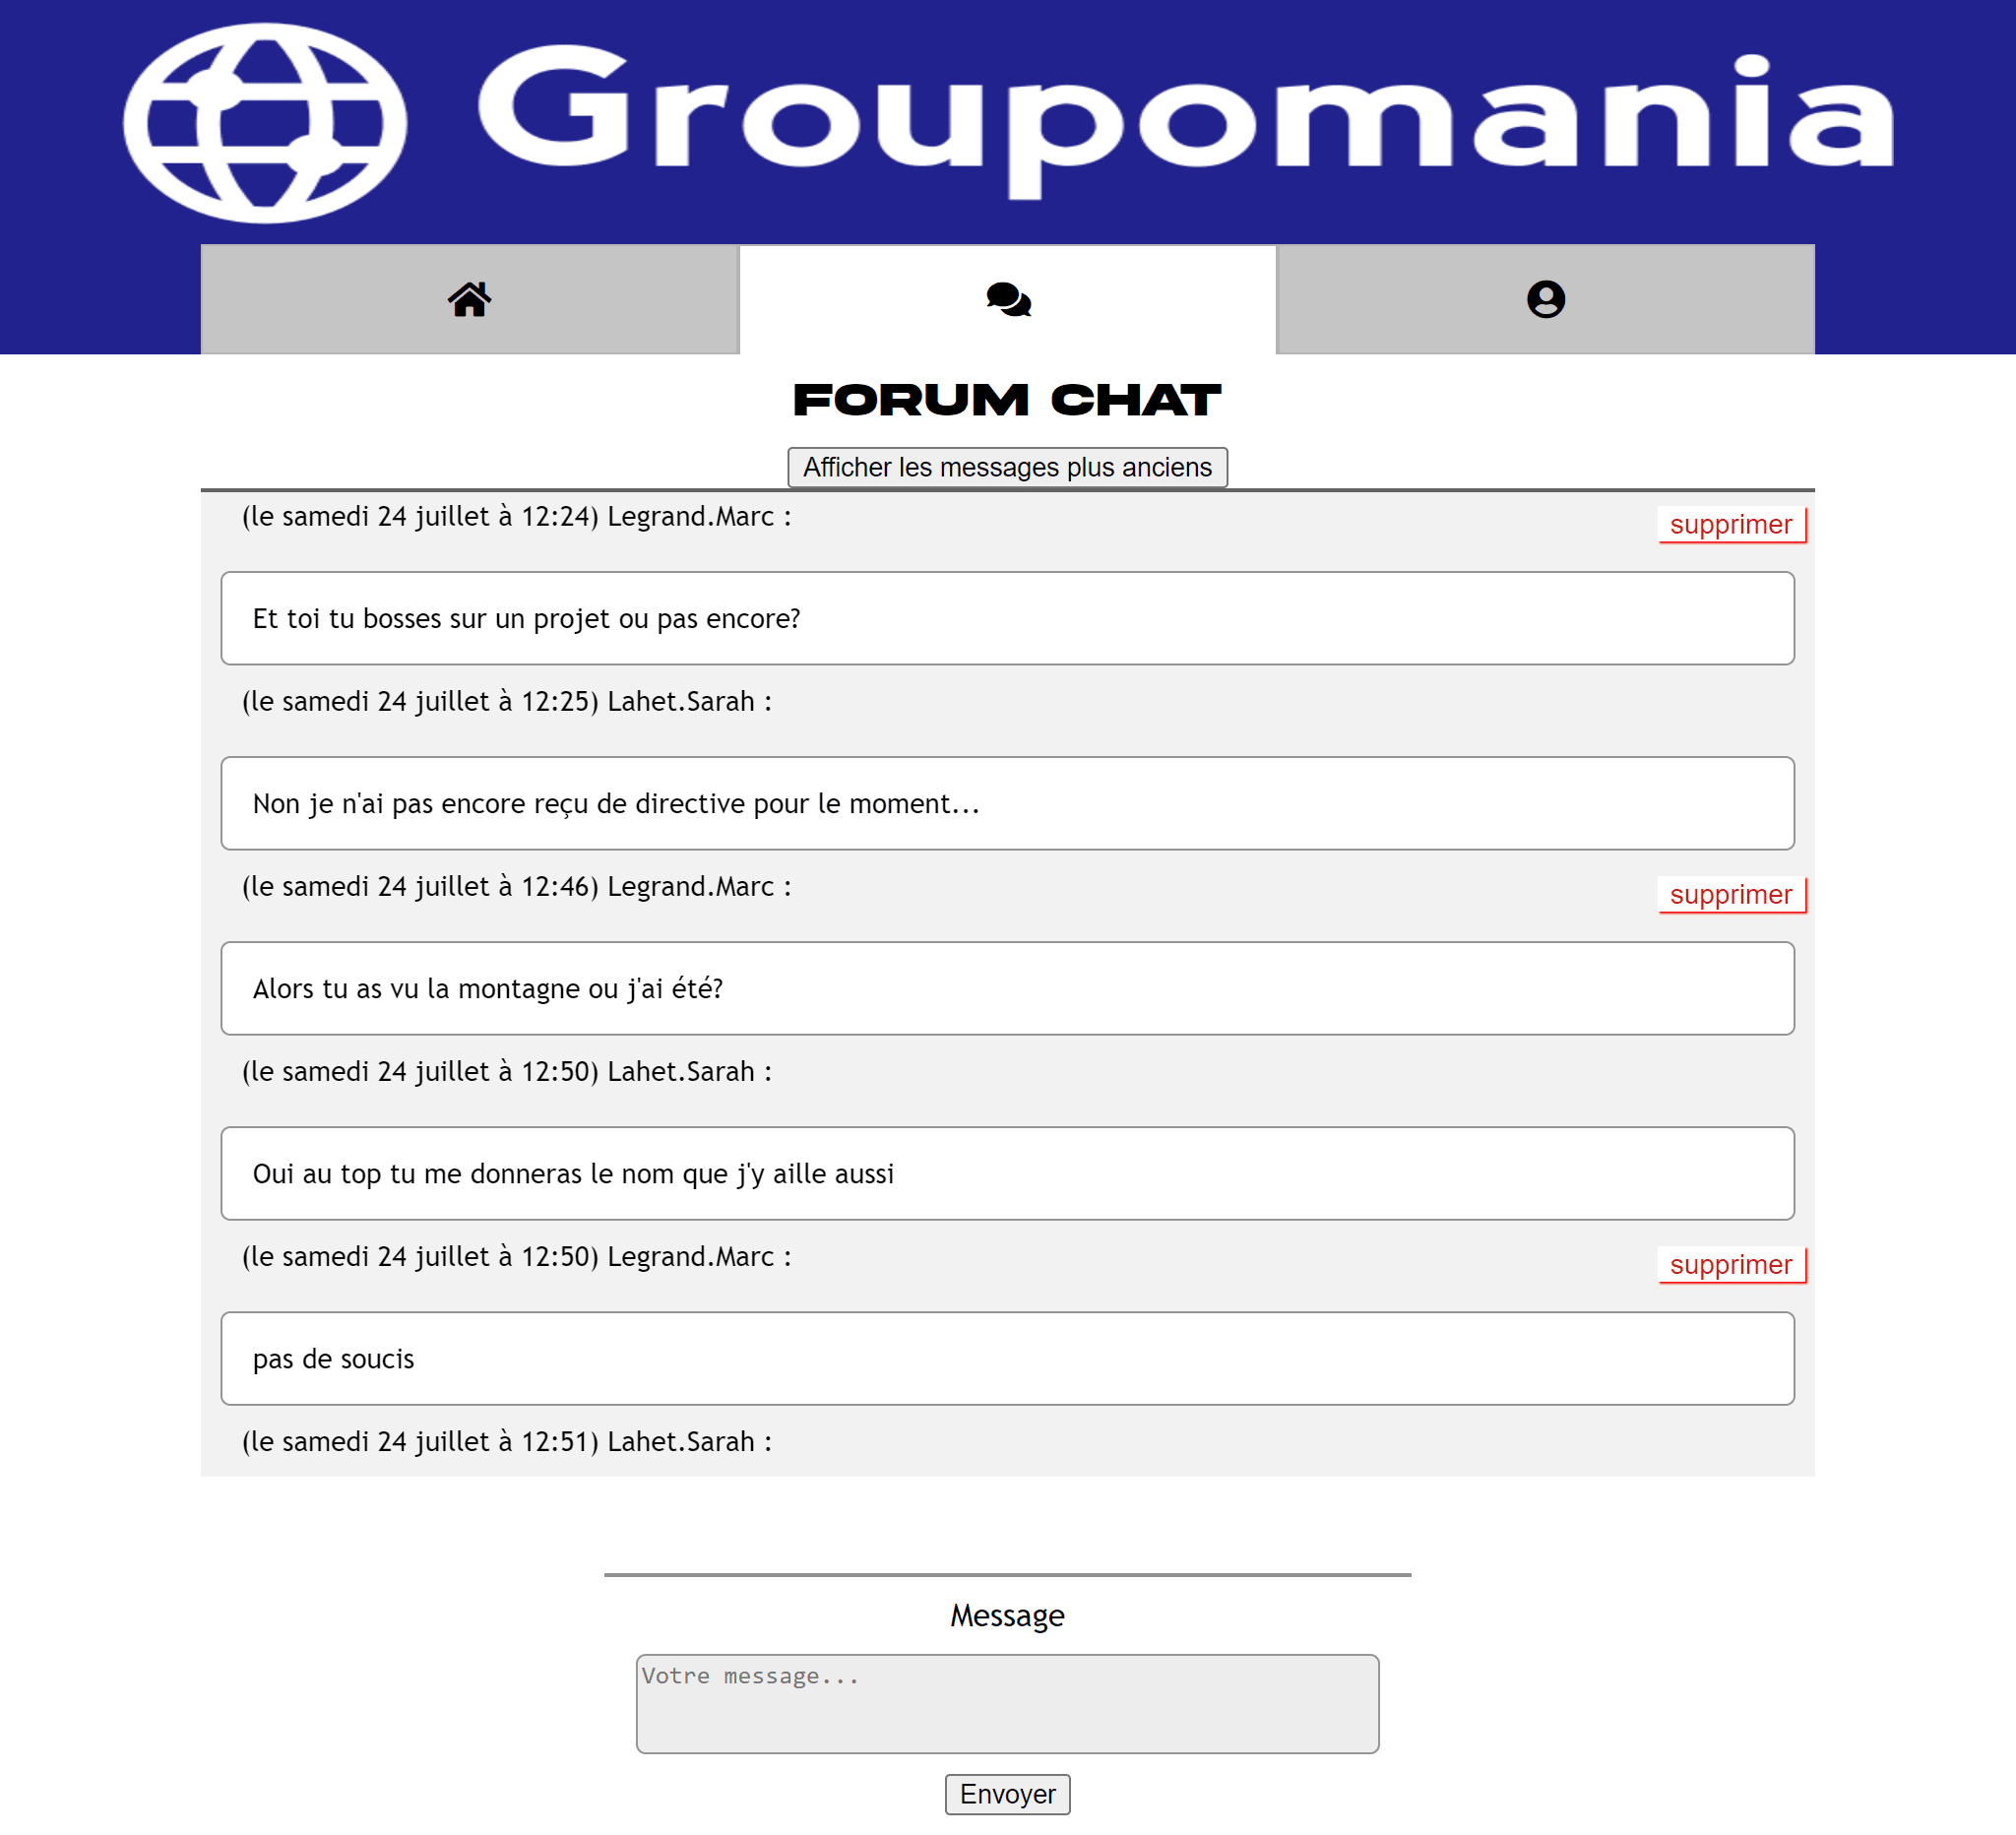 Groupomania
FORUM CHAT
Afficher les messages plus anciens
(le samedi 24 juillet à 12:24) Legrand.Marc :
supprimer
Et toi tu bosses sur un projet ou pas encore?
(le samedi 24 juillet à 12:25) Lahet.Sarah :
Non je n'ai pas encore reçu de directive pour le moment...
(le samedi 24 juillet à 12:46) Legrand.Marc :
supprimer
Alors tu as vu la montagne ou j'ai été?
(le samedi 24 juillet à 12:50) Lahet.Sarah :
Oui au top tu me donneras le nom que j'y aille aussi
(le samedi 24 juillet à 12:50) Legrand.Marc :
supprimer
pas de soucis
(le samedi 24 juillet à 12:51) Lahet.Sarah :
Message
Votre message...
Envoyer